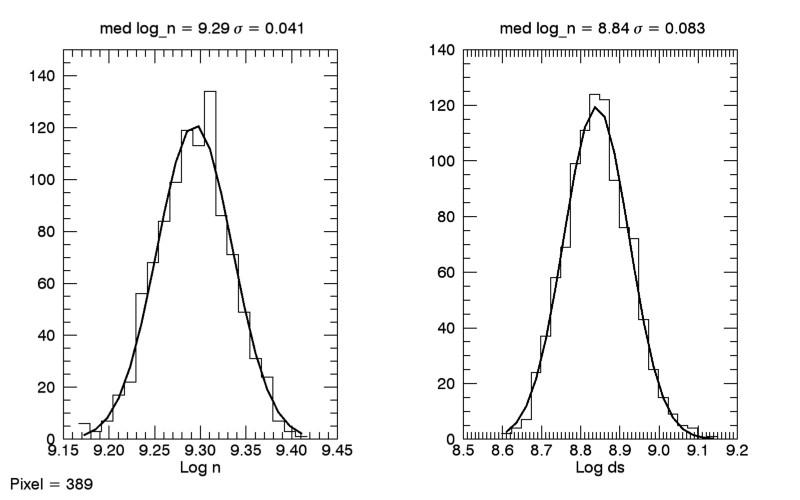 med log_n = 9.29 σ = 0.041
140
120
100
80
60
40
20
0
9.15 9.20 9.25 9.30 9.35 9.40 9.45
Log n
med log_n = 8.84 σ = 0.083
140
120
100
80
60
40
20
0
8.5 8.6 8.7 8.8 8.9 9.0 9.1 9.2
Log ds
Pixel = 389